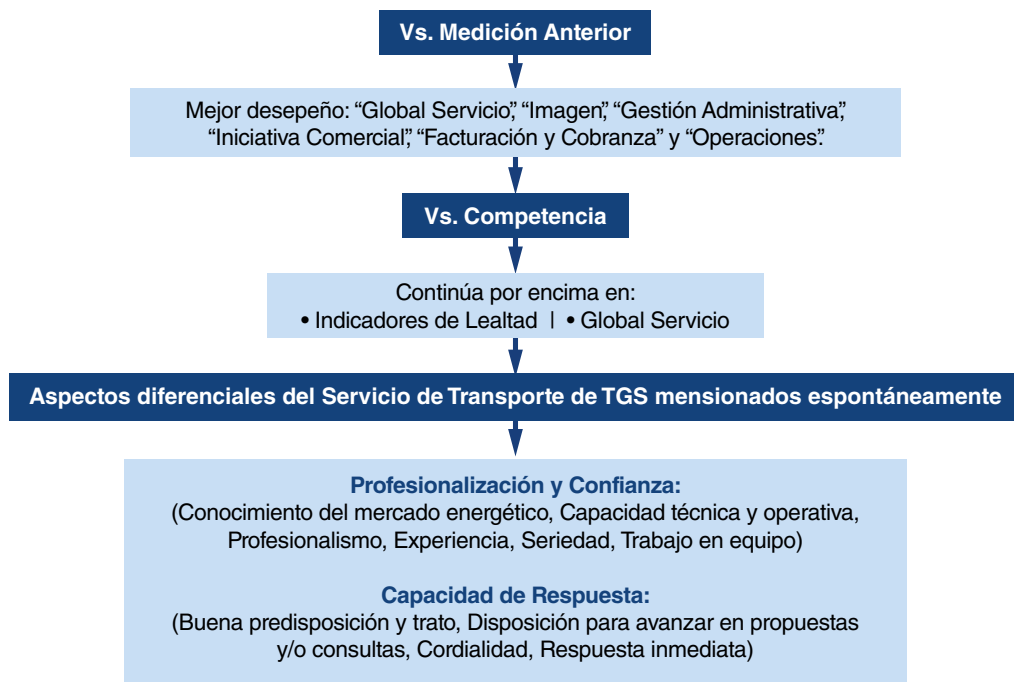 Vs. Medición Anterior
Mejor desepeño: “Global Servicio”, “Imagen”, “Gestión Administrativa”,
“Iniciativa Comercial”, “Facturación y Cobranza” y “Operaciones”.
Vs. Competencia
Continúa por encima en:
• Indicadores de Lealtad | • Global Servicio
Aspectos diferenciales del Servicio de Transporte de TGS mensionados espontáneamente
Profesionalización y Confianza:
(Conocimiento del mercado energético, Capacidad técnica y operativa,
Profesionalismo, Experiencia, Seriedad, Trabajo en equipo)
Capacidad de Respuesta:
(Buena predisposición y trato, Disposición para avanzar en propuestas
y/o consultas, Cordialidad, Respuesta inmediata)